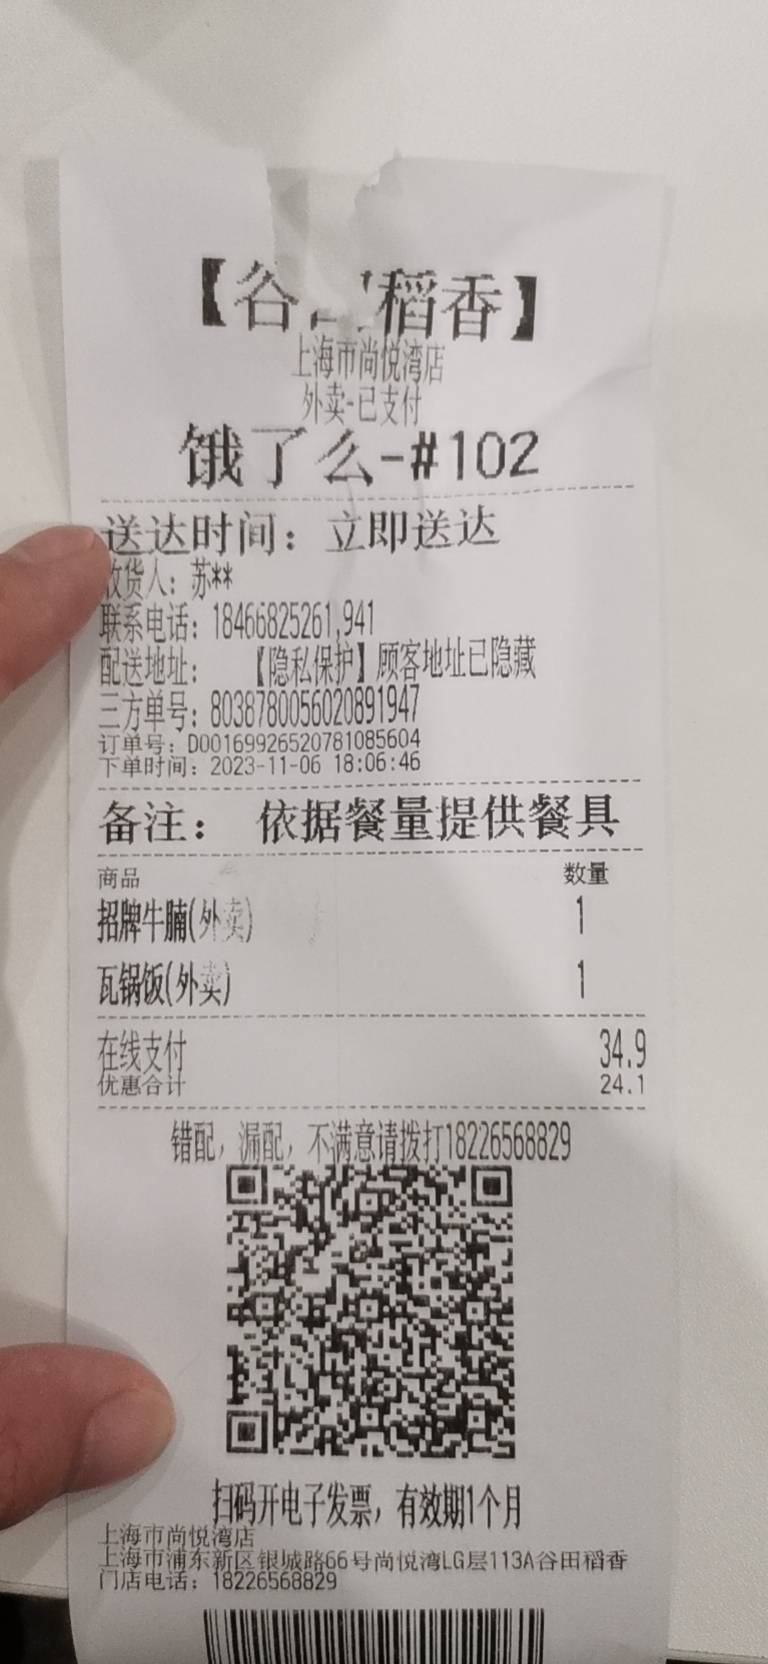 【谷 稻香】
上海市尚悦湾店
外卖-已支付
饿了么-#102
送达时间：立即送达
收货人：苏**
联系电话：18466825261,941
配送地址： 【隐私保护】顾客地址已隐藏
三方单号：8038780056020891947
订单号：D00169926520781085604
下单时间：2023-11-06 18:06:46
备注： 依据餐量提供餐具
商品 数量
招牌牛腩(外卖) 1
瓦锅饭(外卖) 1
在线支付 34.9
优惠合计 24.1
错配，漏配，不满意请拨打18226568829
扫码开电子发票，有效期1个月
上海市尚悦湾店
上海市浦东新区银城路66号尚悦湾LG层113A谷田稻香
门店电话：18226568829